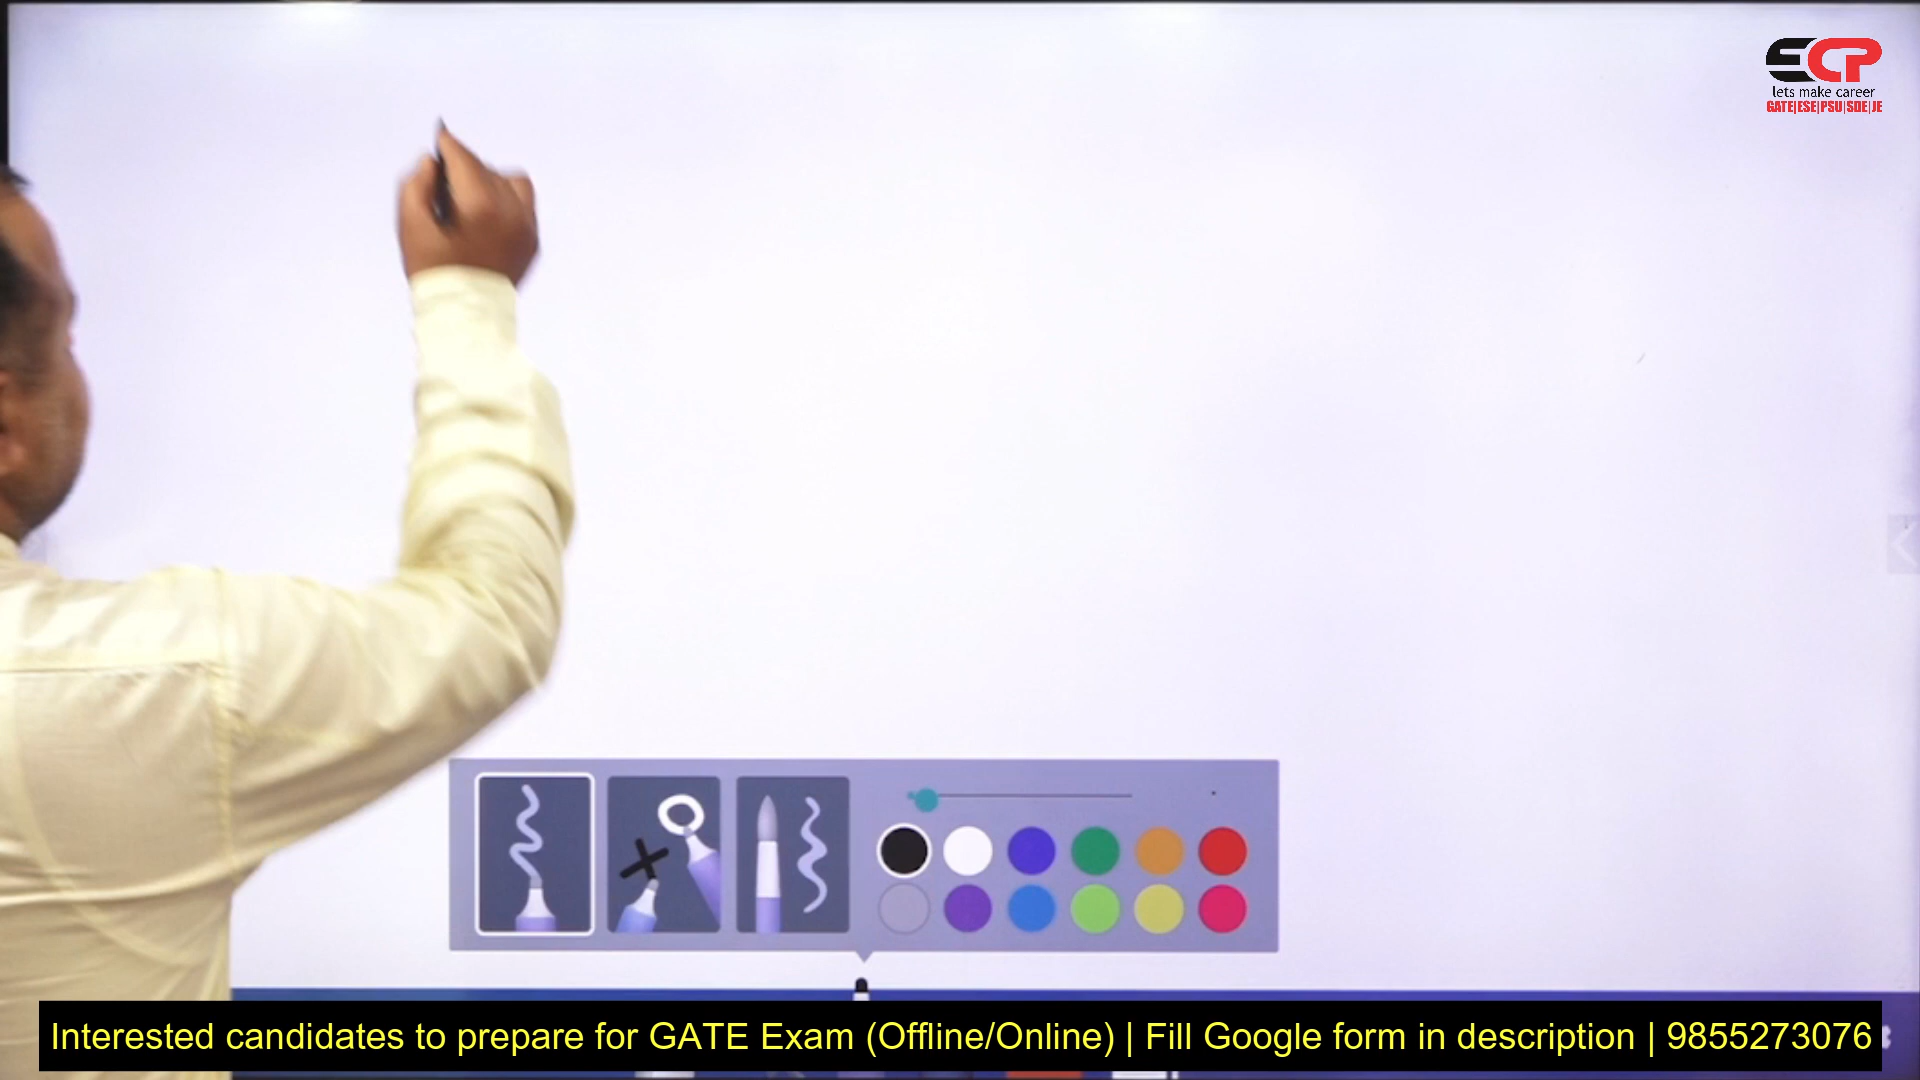 ECP
lets make career
GATE|ESE|PSU|SDE|JE
Interested candidates to prepare for GATE Exam (Offline/Online) | Fill Google form in description | 9855273076